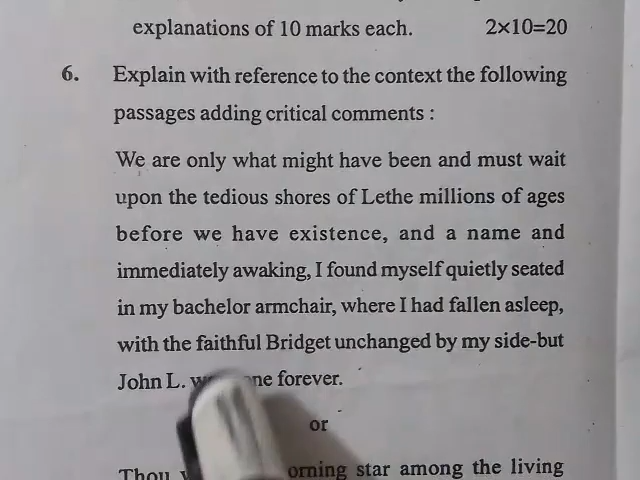 explanations of 10 marks each. 2×10=20
6. Explain with reference to the context the following
passages adding critical comments :
We are only what might have been and must wait
upon the tedious shores of Lethe millions of ages
before we have existence, and a name and
immediately awaking, I found myself quietly seated
in my bachelor armchair, where I had fallen asleep,
with the faithful Bridget unchanged by my side-but
John L. forever.
or
Thou star among the living